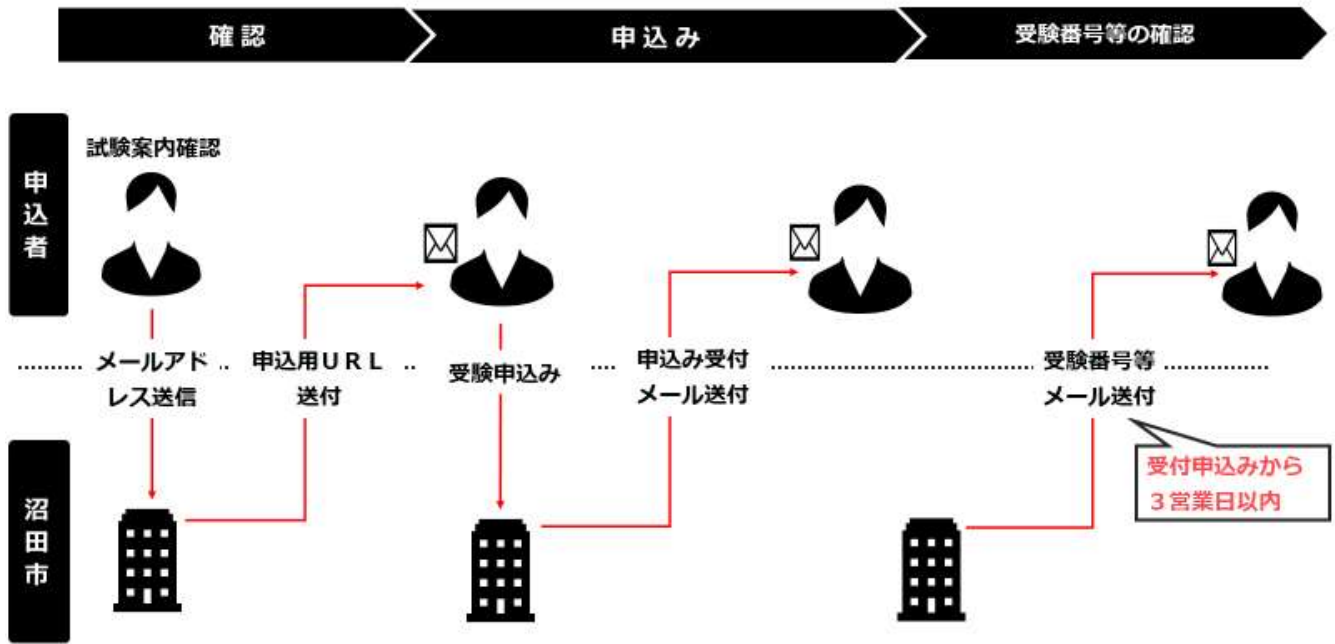 確認
申込み
受験番号等の確認
申込者
試験案内確認
メールアド
レス送信
申込用URL
送付
受験申込み
申込み受付
メール送付
受験番号等
メール送付
受付申込みから
3営業日以内
沼田市